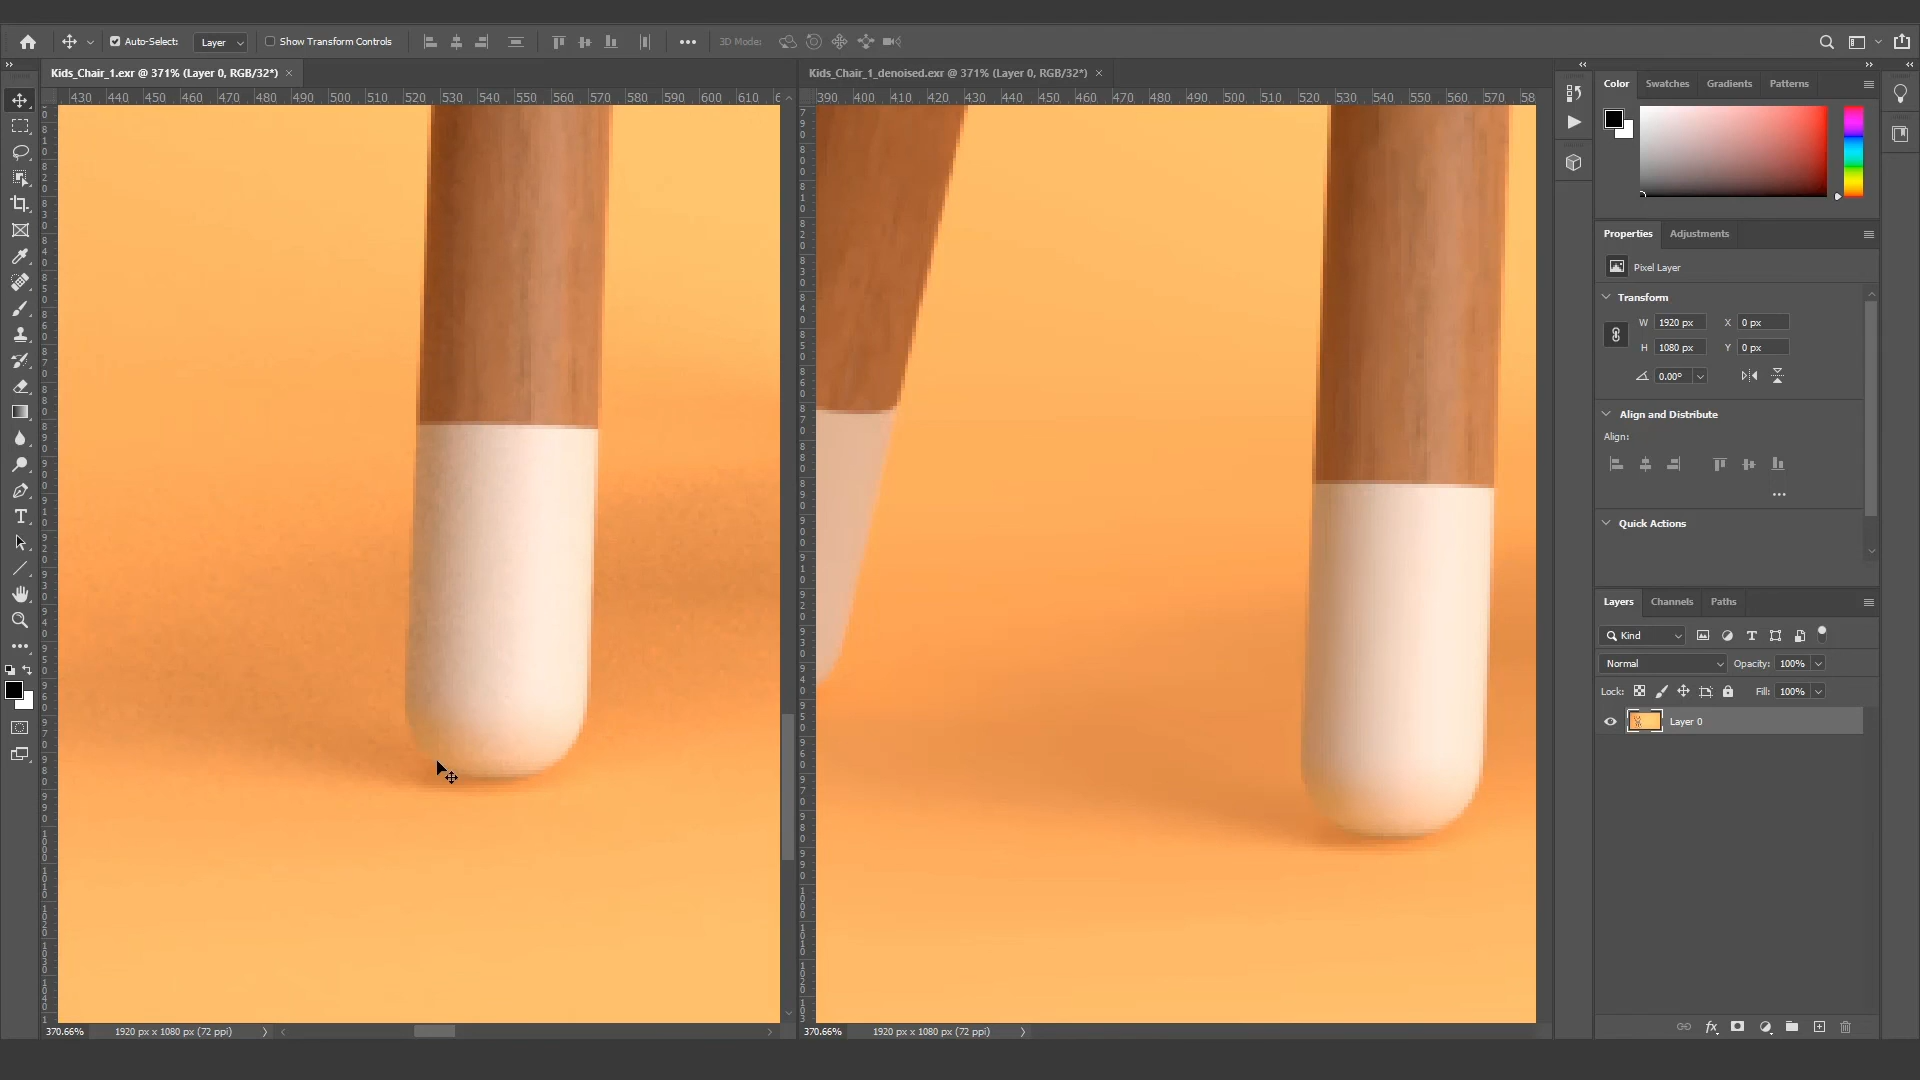 Auto-Select:
Layer
Show Transform Controls
3D Mode:
Kids_Chair_1.exr @ 371% (Layer 0, RGB/32*)
Kids_Chair_1_denoised.exr @ 371% (Layer 0, RGB/32*)
430 440 450 460 470 480 490 500 510 520 530 540 550 560 570 580 590 600 610
390 400 410 420 430 440 450 460 470 480 490 500 510 520 530 540 550 560 570 58
Color
Swatches
Gradients
Patterns
Properties
Adjustments
Pixel Layer
Transform
W 1920 px X 0 px
H 1080 px Y 0 px
0.00°
Align and Distribute
Align:
Quick Actions
Layers
Channels
Paths
Kind
Normal
Opacity: 100%
Lock:
Fill: 100%
Layer 0
370.66%
1920 px x 1080 px (72 ppi)
370.66%
1920 px x 1080 px (72 ppi)